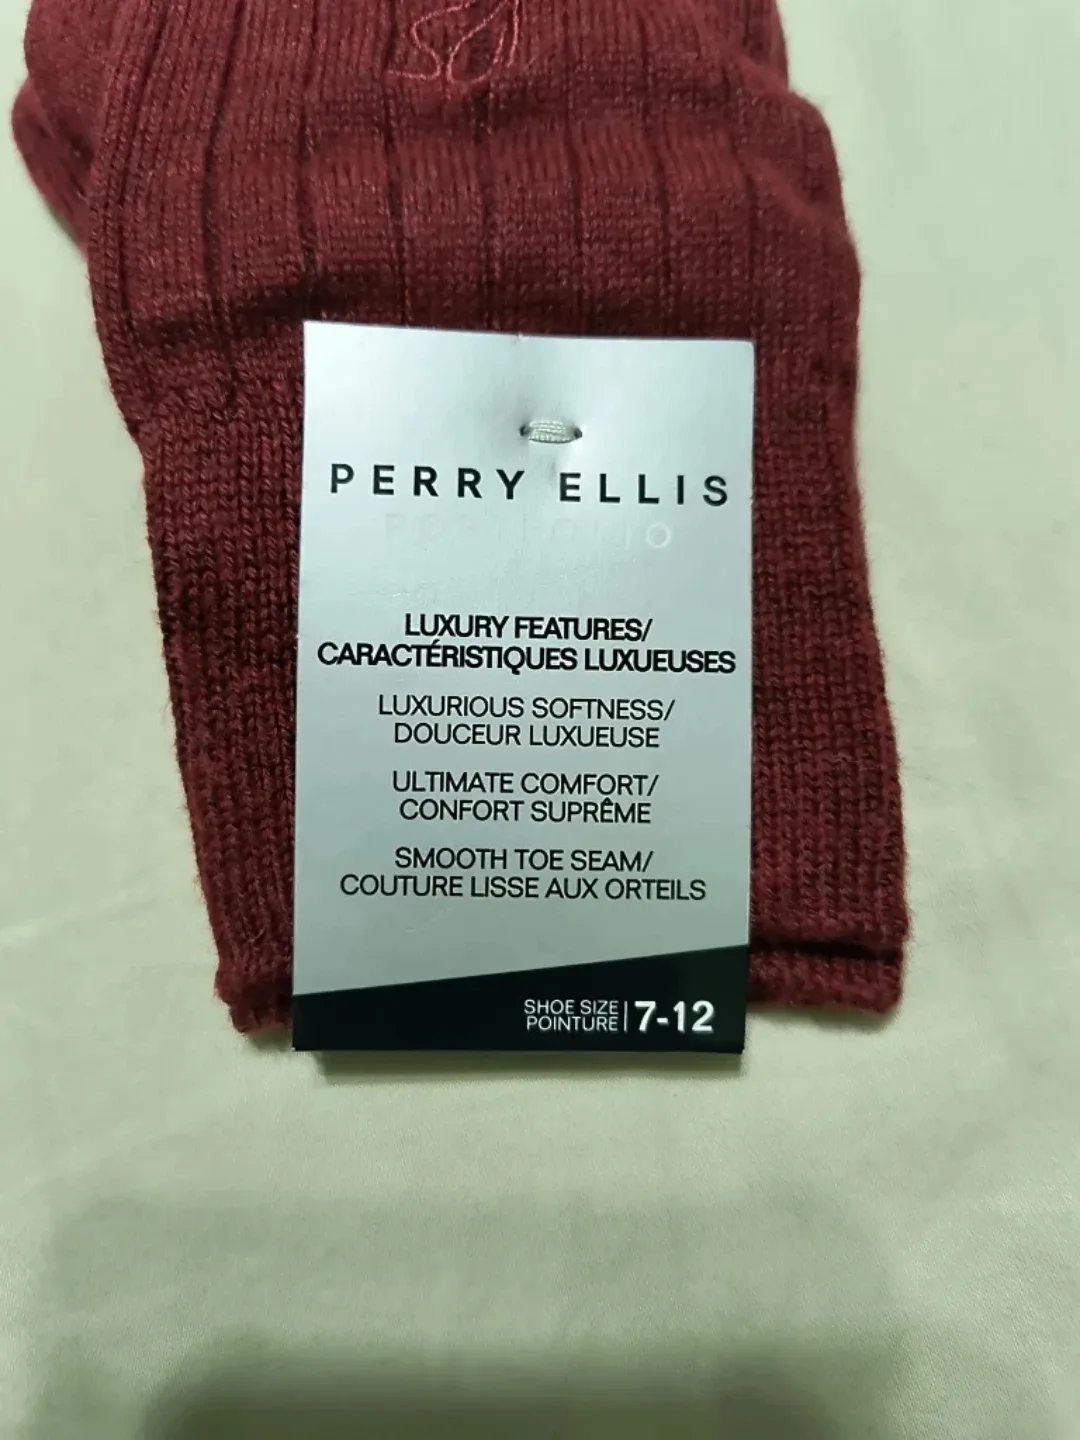 PERRY ELLIS
PORTFOLIO
LUXURY FEATURES/
CARACTÉRISTIQUES LUXUEUSES
LUXURIOUS SOFTNESS/
DOUCEUR LUXUEUSE
ULTIMATE COMFORT/
CONFORT SUPRÊME
SMOOTH TOE SEAM/
COUTURE LISSE AUX ORTEILS
SHOE SIZE
POINTURE
7-12